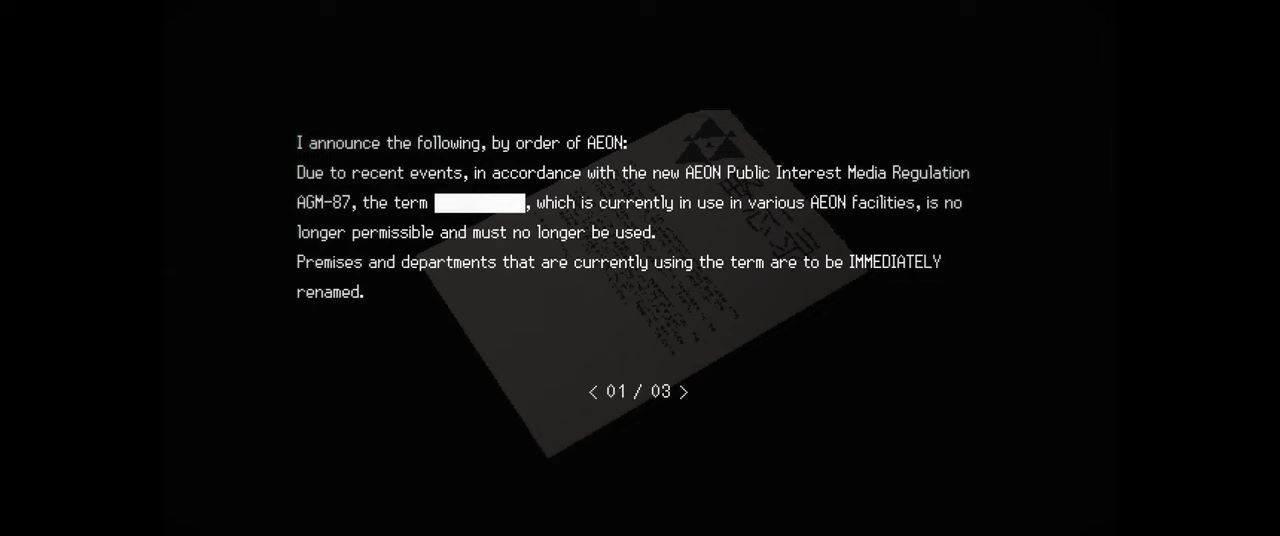 I announce the following, by order of AEON:
Due to recent events, in accordance with the new AEON Public Interest Media Regulation
AGM-87, the term , which is currently in use in various AEON facilities, is no
longer permissible and must no longer be used.
Premises and departments that are currently using the term are to be IMMEDIATELY
renamed.
< 01 / 03 >